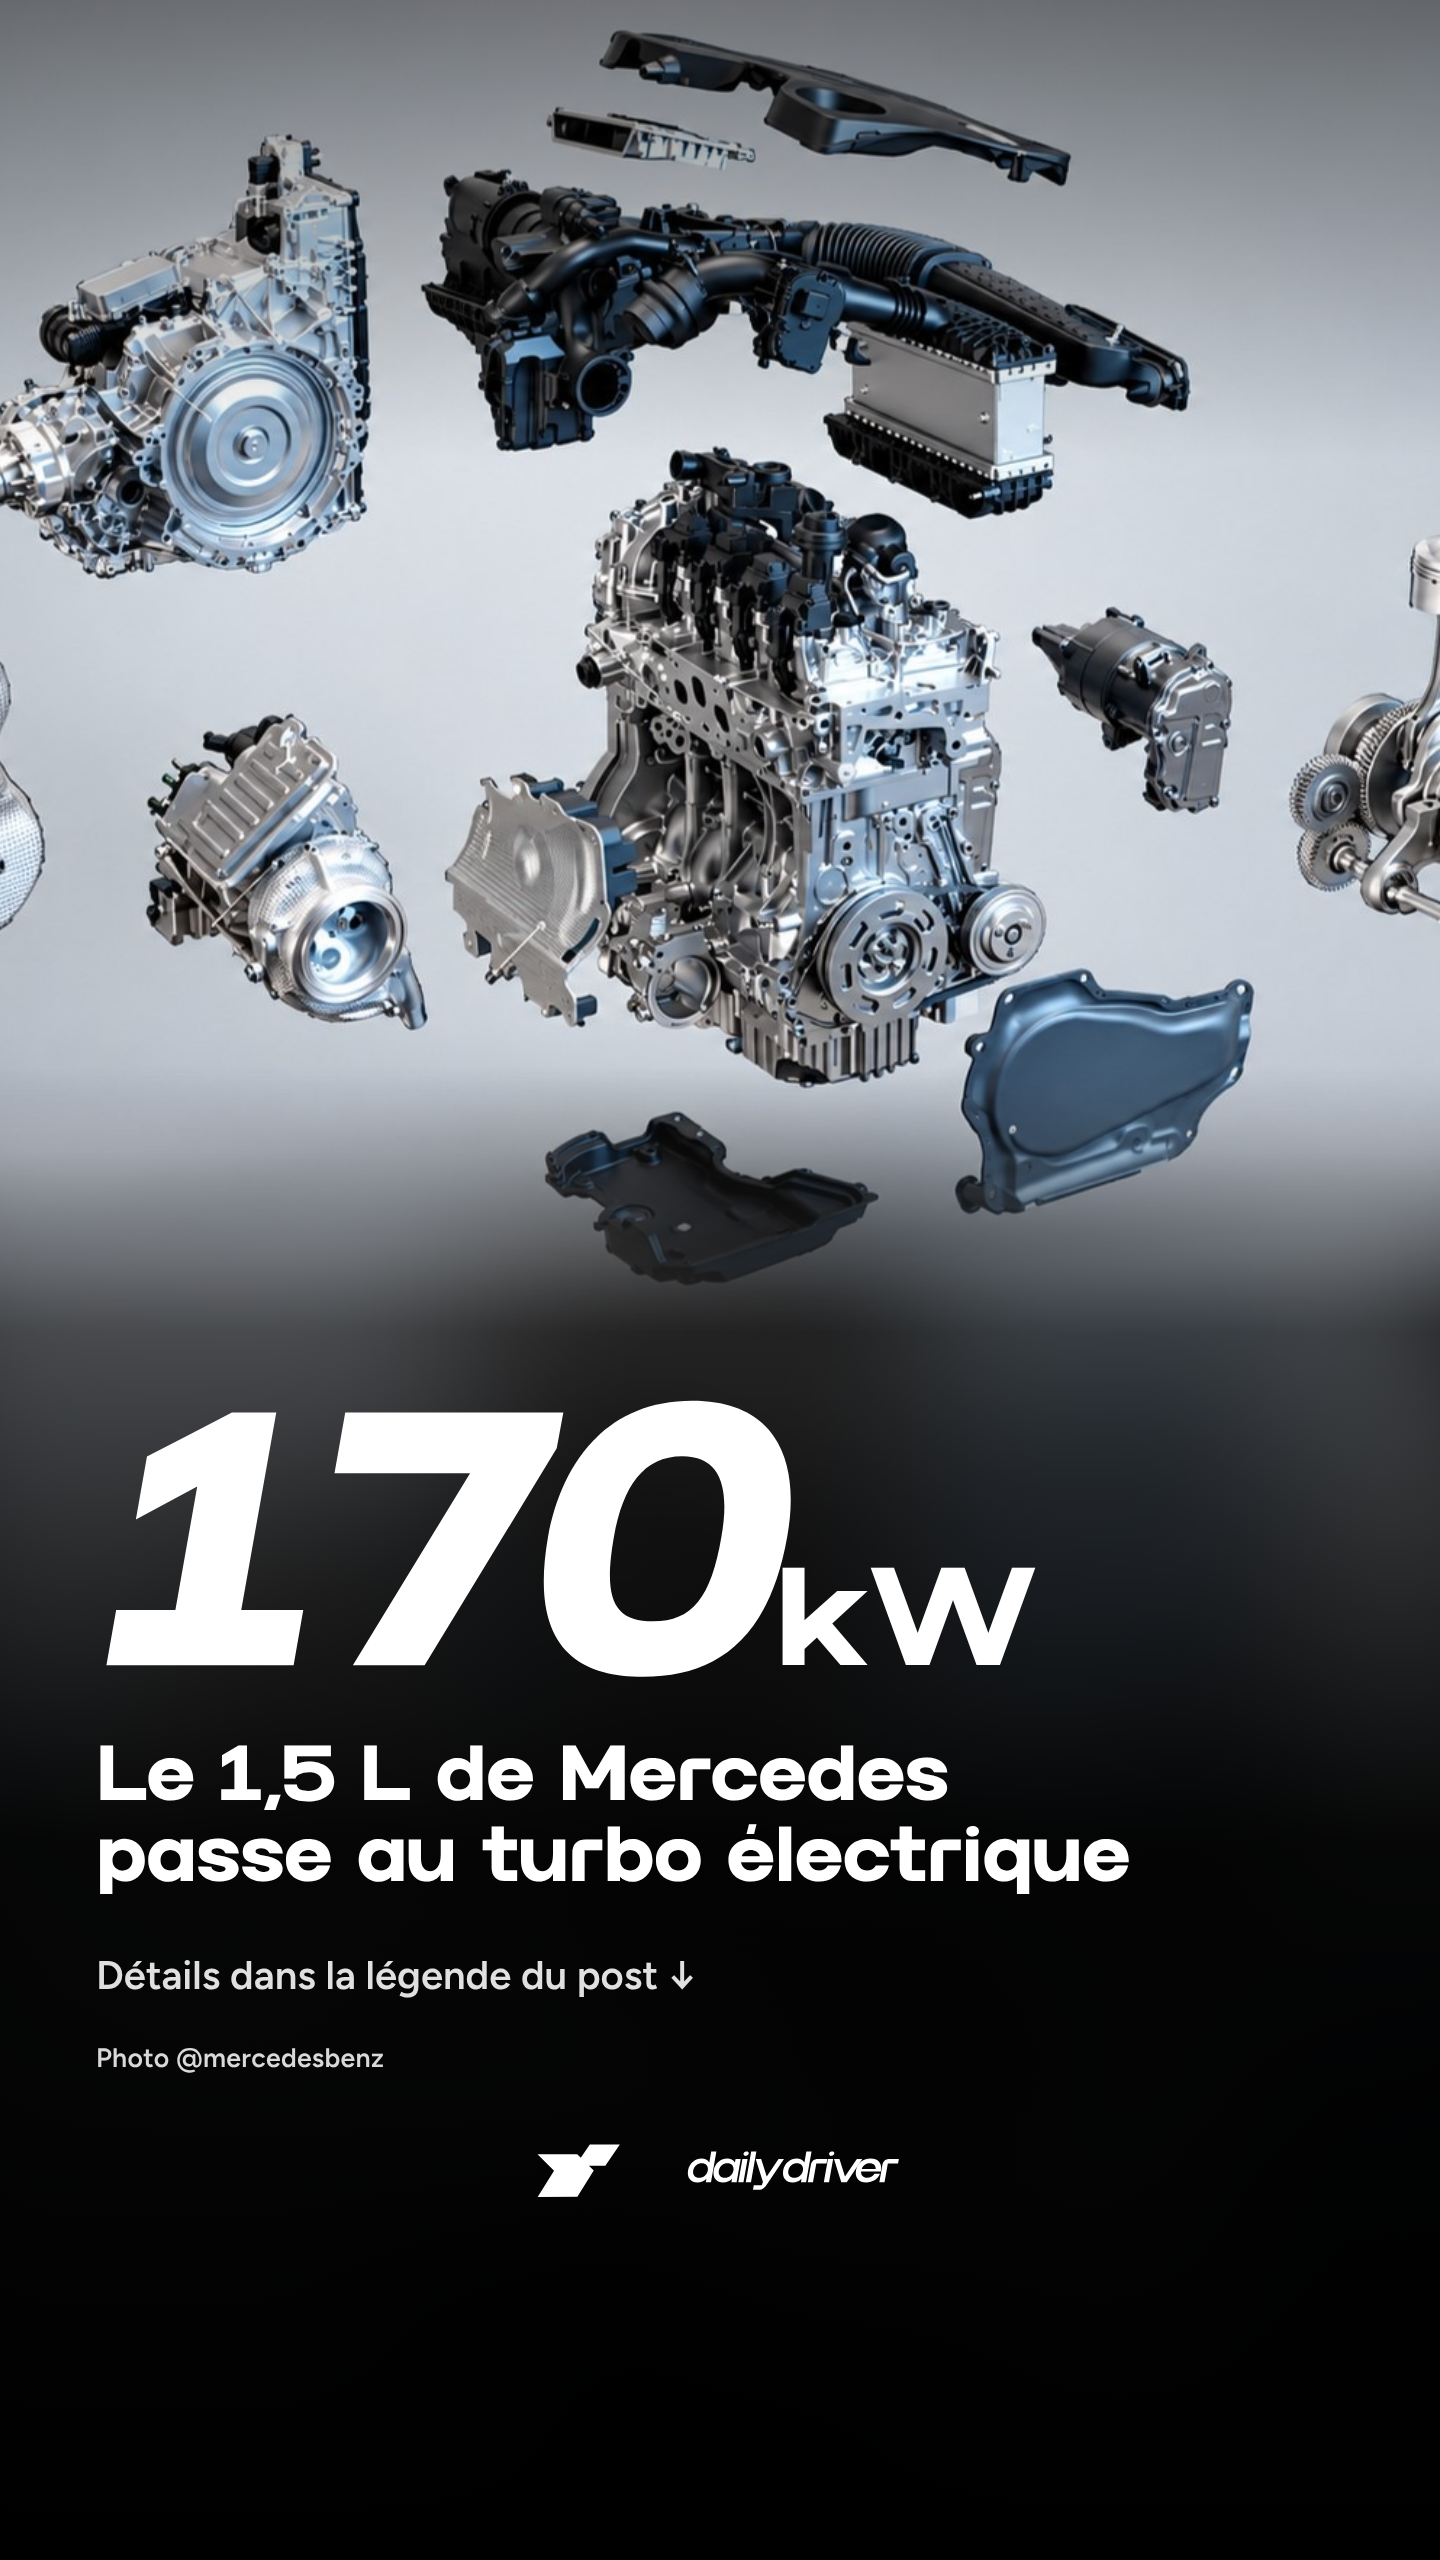 170kW
Le 1,5 L de Mercedes
passe au turbo électrique
Détails dans la légende du post ↓
Photo @mercedesbenz
dailydriver